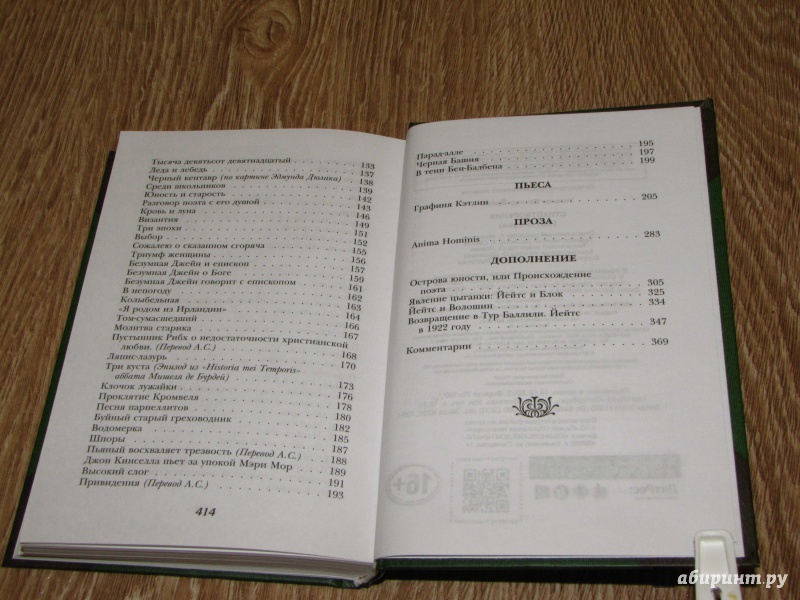 Тысяча девятьсот девятнадцатый . . . . . . . . 133
Леда и лебедь . . . . . . . . 137
Черный кентавр (по картине Эдмунда Дюлака) . 138
Среди школьников . . . . . . . . 139
Юность и старость . . . . . . . . 142
Разговор поэта с его душой . . . . . . . . 143
Кровь и луна . . . . . . . . 146
Византия . . . . . . . . 149
Три эпохи . . . . . . . . 151
Выбор . . . . . . . . 152
Сожалею о сказанном сгоряча . . . . . . . . 155
Триумф женщины . . . . . . . . 156
Безумная Джейн и епископ . . . . . . . . 157
Безумная Джейн о Боге . . . . . . . . 159
Безумная Джейн говорит с епископом . . . . . . . . 161
В непогоду . . . . . . . . 162
Колыбельная . . . . . . . . 163
«Я родом из Ирландии» . . . . . . . . 164
Том-сумасшедший . . . . . . . . 166
Молитва старика . . . . . . . . 167
Пустынник Рибх о недостаточности христианской
любви. (Перевод А.С.) . . . . . . . . 168
Ляпис-лазурь . . . . . . . . 170
Три куста (Эпизод из «Historia mei Temporis»
аббата Мишеля де Бурдей) . . . . . . . . 173
Клочок лужайки . . . . . . . . 176
Проклятие Кромвеля . . . . . . . . 178
Песня парнеллитов . . . . . . . . 180
Буйный старый греховодник . . . . . . . . 182
Водомерка . . . . . . . . 185
Шпоры . . . . . . . . 187
Пьяный восхваляет трезвость (Перевод А.С.) . . . 188
Джон Кинселла пьет за упокой Мэри Мор . . . . 189
Высокий слог . . . . . . . . 191
Привидения (Перевод А.С.) . . . . . . . . 193
414
Парад-алле . . . . . . . . 195
Черная Башня . . . . . . . . 197
В тени Бен-Балбена . . . . . . . . 199
ПЬЕСА
Графиня Кэтлин . . . . . . . . 205
ПРОЗА
Anima Hominis . . . . . . . . 283
ДОПОЛНЕНИЕ
Острова юности, или Происхождение
поэта . . . . . . . . 305
Явление цыганки: Йейтс и Блок . . . . . . . . 325
Йейтс и Волошин . . . . . . . . 334
Возвращение в Тур Баллили. Йейтс
в 1922 году . . . . . . . . 347
Комментарии . . . . . . . . 369
16+
абиринт.ру